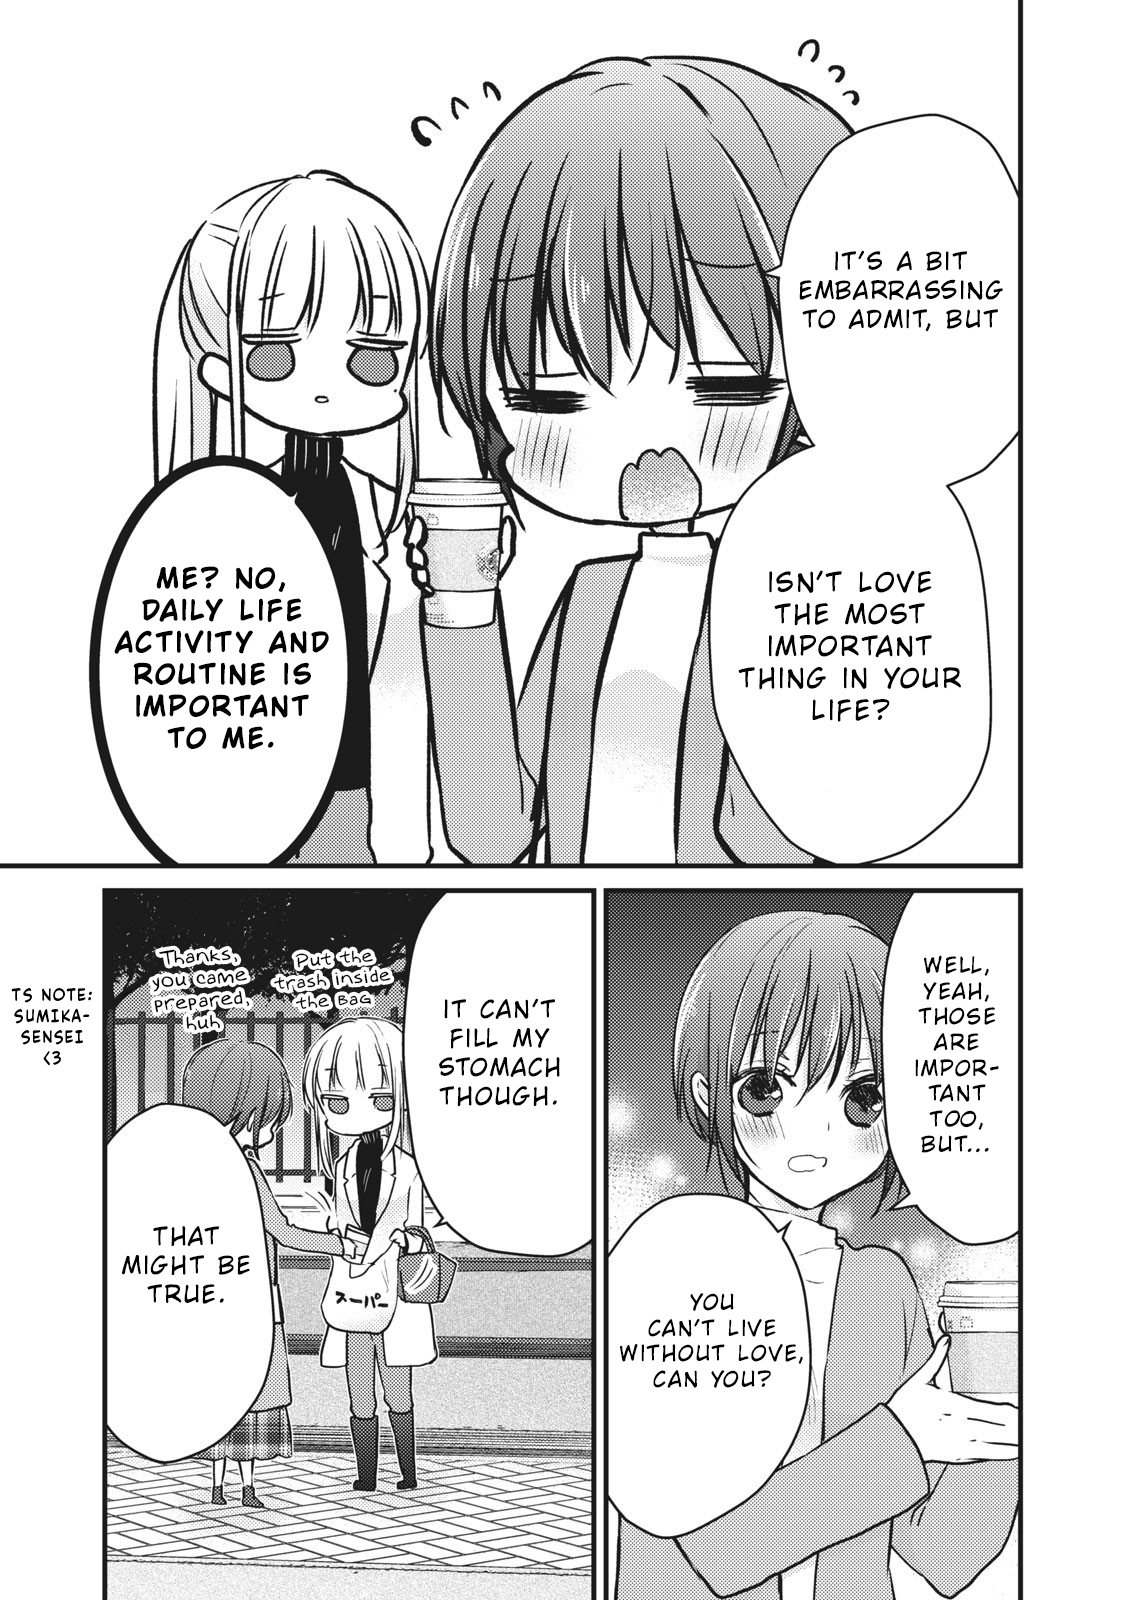 IT'S A BIT
EMBARRASSING
TO ADMIT, BUT
ISN'T LOVE
THE MOST
IMPORTANT
THING IN YOUR
LIFE?
ME? NO,
DAILY LIFE
ACTIVITY AND
ROUTINE IS
IMPORTANT
TO ME.
WELL,
YEAH,
THOSE
ARE
IMPOR-
TANT
TOO,
BUT...
YOU
CAN'T LIVE
WITHOUT LOVE,
CAN YOU?
IT CAN'T
FILL MY
STOMACH
THOUGH.
Put the
trash inside
the BAG
Thanks,
you came
prepared,
huh
スーパー
THAT
MIGHT BE
TRUE.
TS NOTE:
SUMIKA-
SENSEI
<3